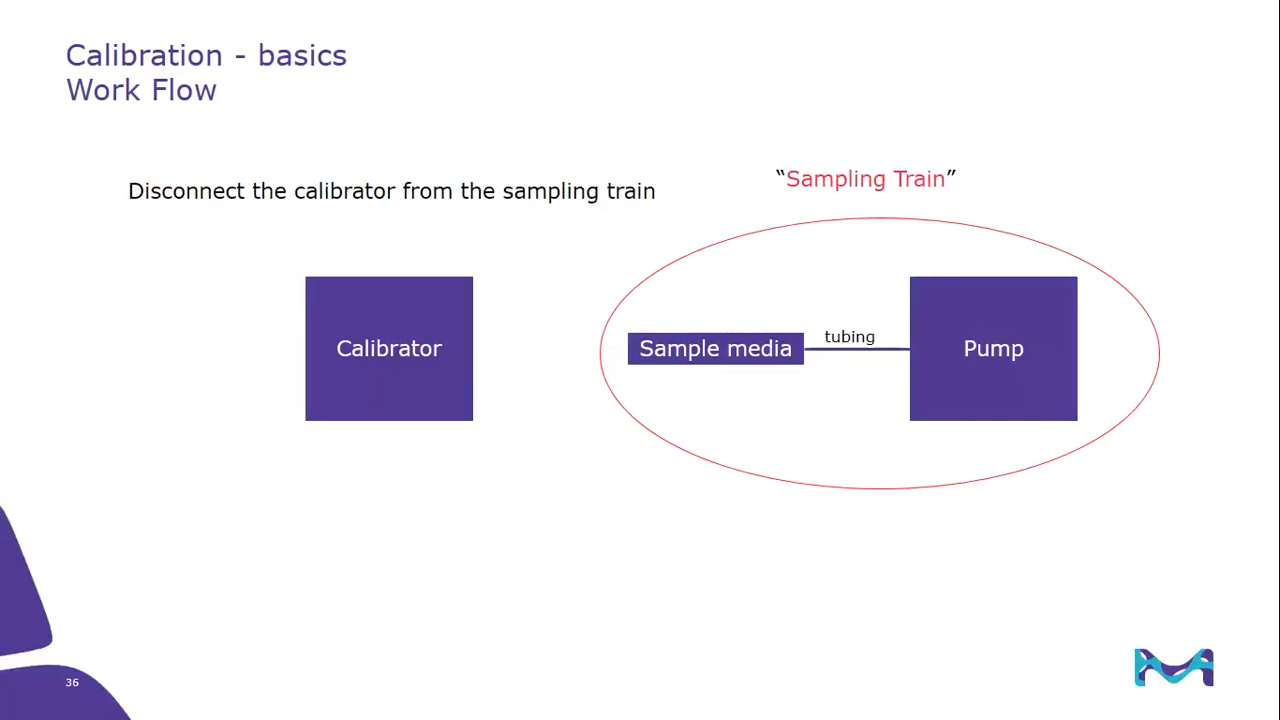 Calibration - basics
Work Flow
Disconnect the calibrator from the sampling train
“Sampling Train”
Calibrator
Sample media
tubing
Pump
36